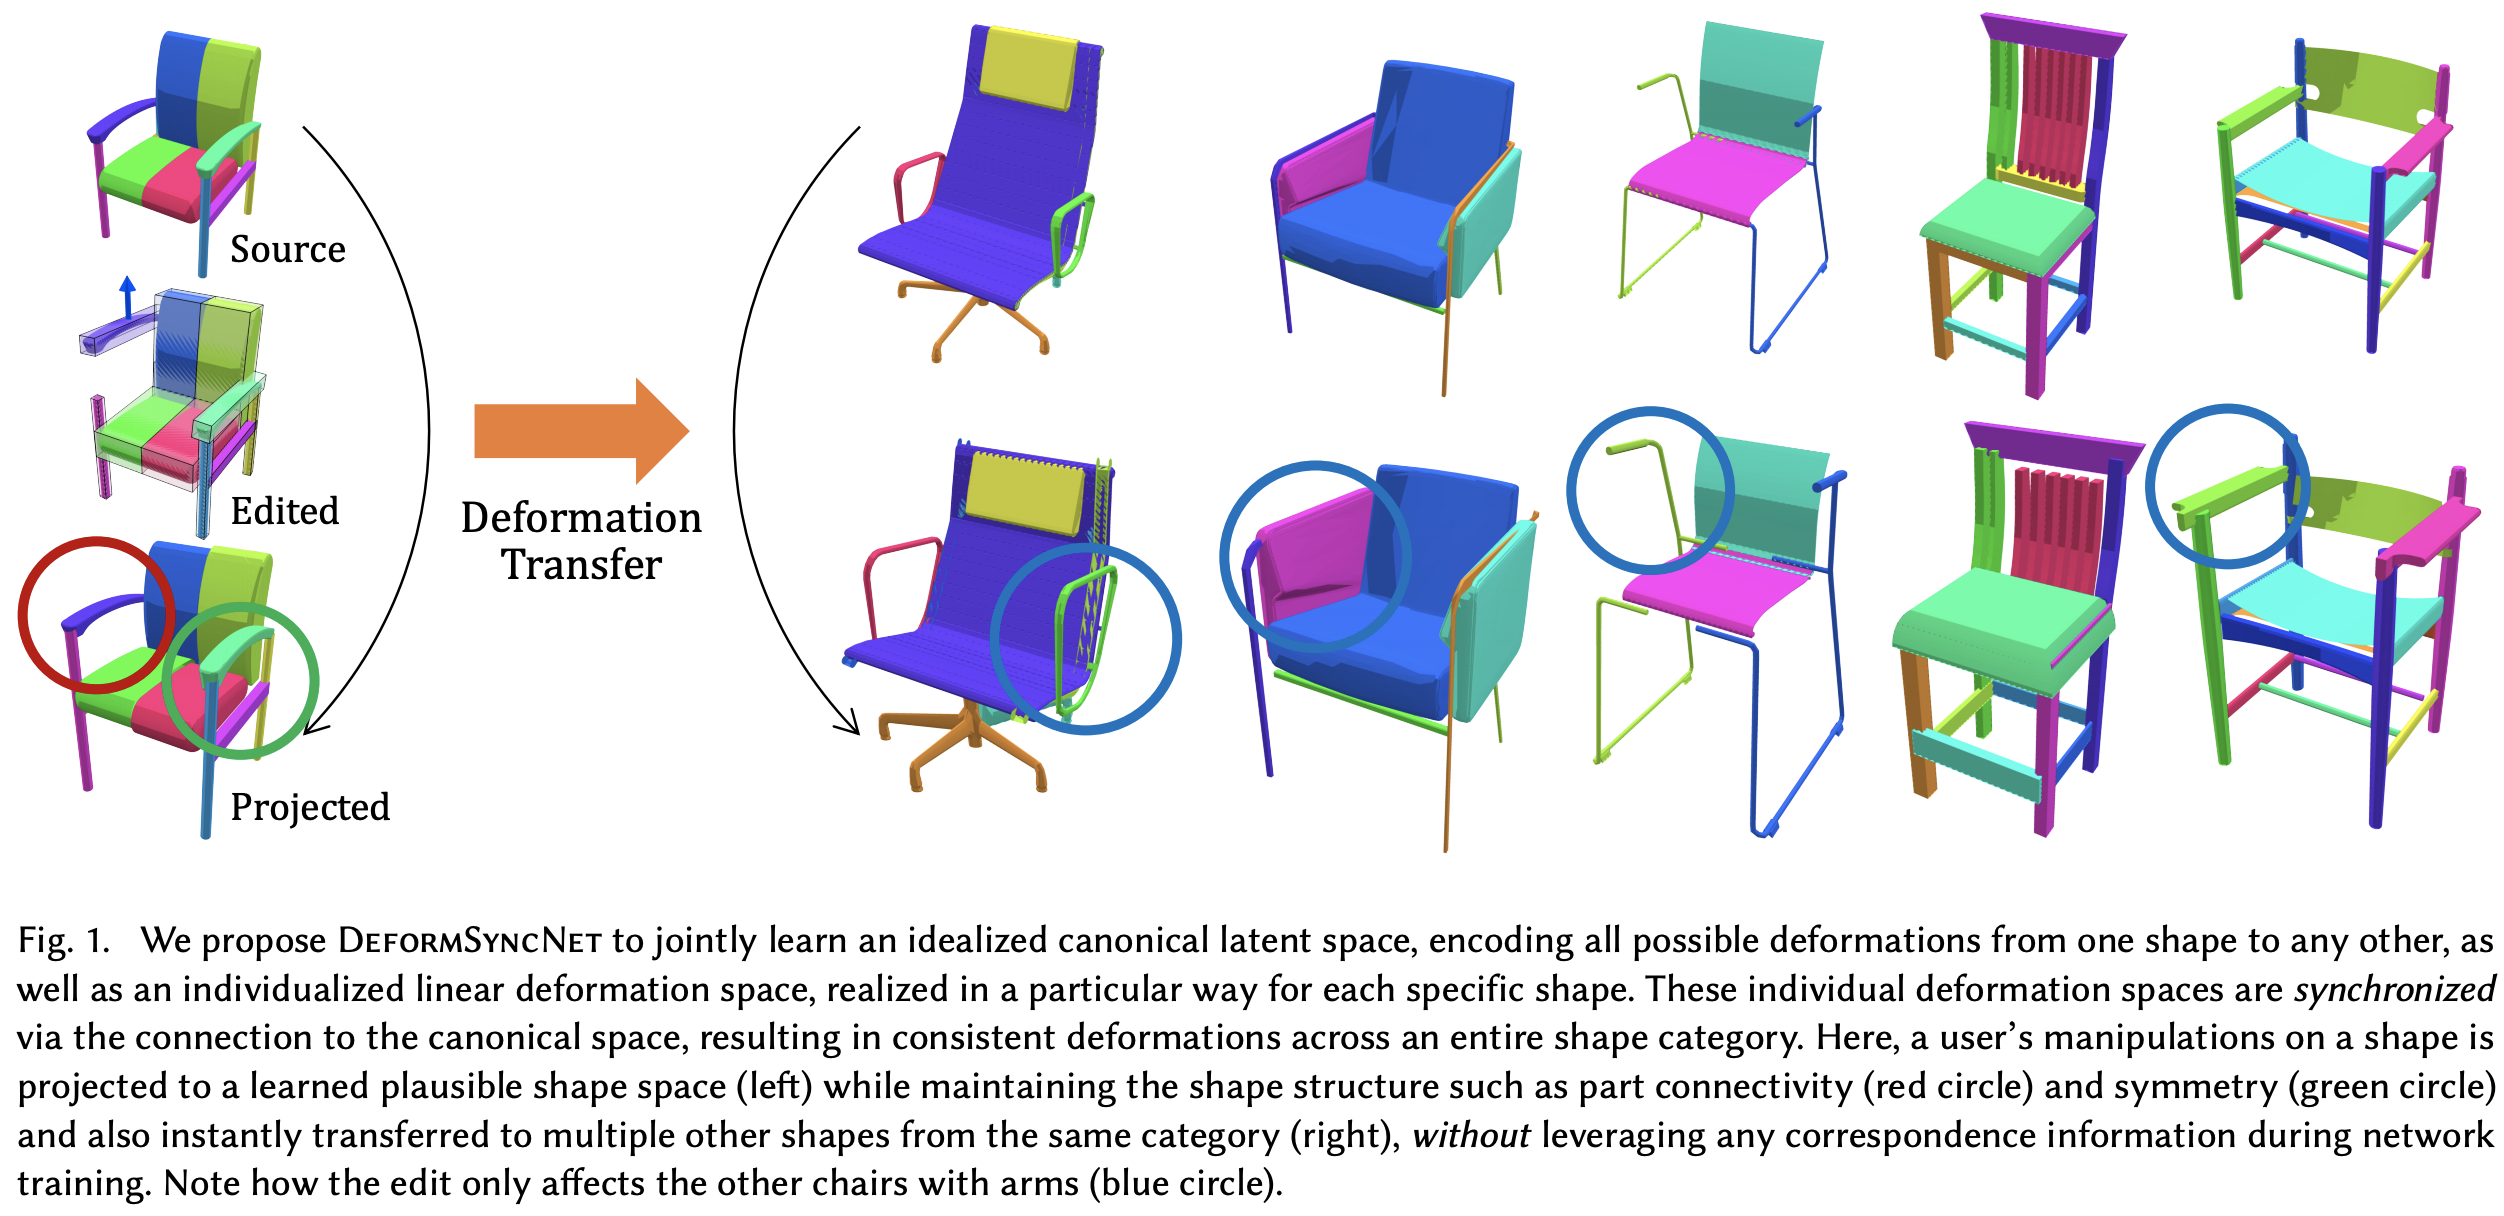 Source
Edited
Projected
Deformation
Transfer
Fig. 1. We propose DeformSyncNet to jointly learn an idealized canonical latent space, encoding all possible deformations from one shape to any other, as
well as an individualized linear deformation space, realized in a particular way for each specific shape. These individual deformation spaces are synchronized
via the connection to the canonical space, resulting in consistent deformations across an entire shape category. Here, a user's manipulations on a shape is
projected to a learned plausible shape space (left) while maintaining the shape structure such as part connectivity (red circle) and symmetry (green circle)
and also instantly transferred to multiple other shapes from the same category (right), without leveraging any correspondence information during network
training. Note how the edit only affects the other chairs with arms (blue circle).